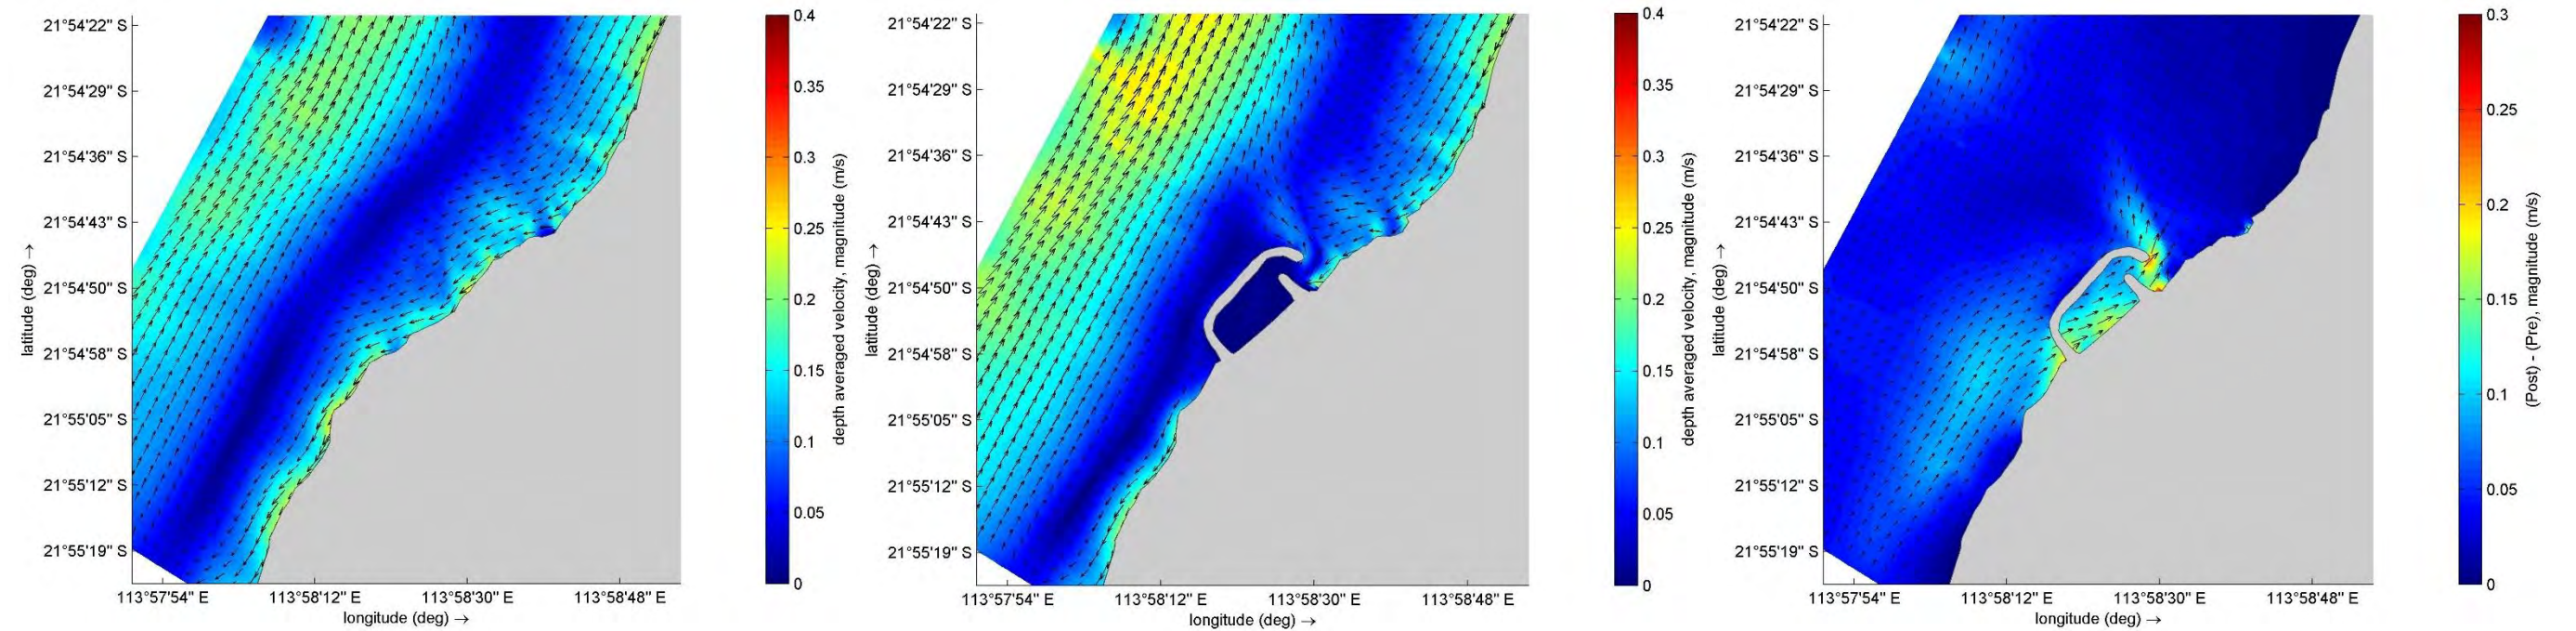 21°54'22" S
21°54'29" S
21°54'36" S
21°54'43" S
21°54'50" S
21°54'58" S
21°55'05" S
21°55'12" S
21°55'19" S
latitude (deg) →
113°57'54" E
113°58'12" E
113°58'30" E
113°58'48" E
longitude (deg) →
0.4
0.35
0.3
0.25
0.2
0.15
0.1
0.05
0
depth averaged velocity, magnitude (m/s)
21°54'22" S
21°54'29" S
21°54'36" S
21°54'43" S
21°54'50" S
21°54'58" S
21°55'05" S
21°55'12" S
21°55'19" S
latitude (deg) →
113°57'54" E
113°58'12" E
113°58'30" E
113°58'48" E
longitude (deg) →
0.4
0.35
0.3
0.25
0.2
0.15
0.1
0.05
0
depth averaged velocity, magnitude (m/s)
21°54'22" S
21°54'29" S
21°54'36" S
21°54'43" S
21°54'50" S
21°54'58" S
21°55'05" S
21°55'12" S
21°55'19" S
latitude (deg) →
113°57'54" E
113°58'12" E
113°58'30" E
113°58'48" E
longitude (deg) →
0.3
0.25
0.2
0.15
0.1
0.05
0
(Post) - (Pre), magnitude (m/s)